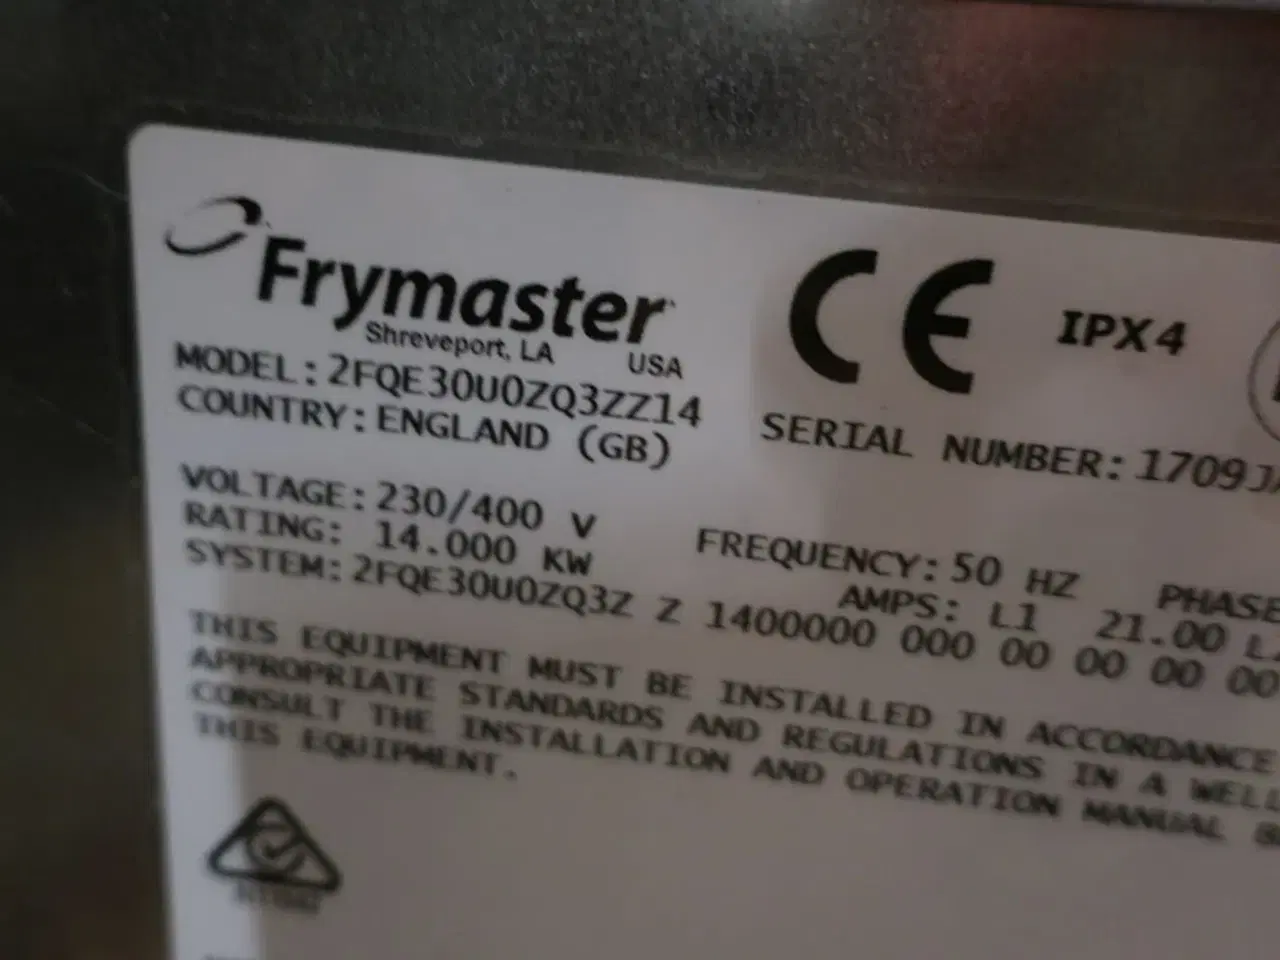 Frymaster
Shreveport, LA USA
CE IPX4
MODEL: 2FQE30U0ZQ3ZZ14
COUNTRY: ENGLAND (GB)
SERIAL NUMBER: 1709J
VOLTAGE: 230/400 V
FREQUENCY: 50 HZ PHASE
RATING: 14.000 KW
AMPS: L1 21.00
SYSTEM: 2FQE30U0ZQ3Z Z 1400000 000 00 00 00 00
THIS EQUIPMENT MUST BE INSTALLED IN ACCORDANCE
APPROPRIATE STANDARDS AND REGULATIONS IN A WELL
CONSULT THE INSTALLATION AND OPERATION MANUAL
THIS EQUIPMENT.